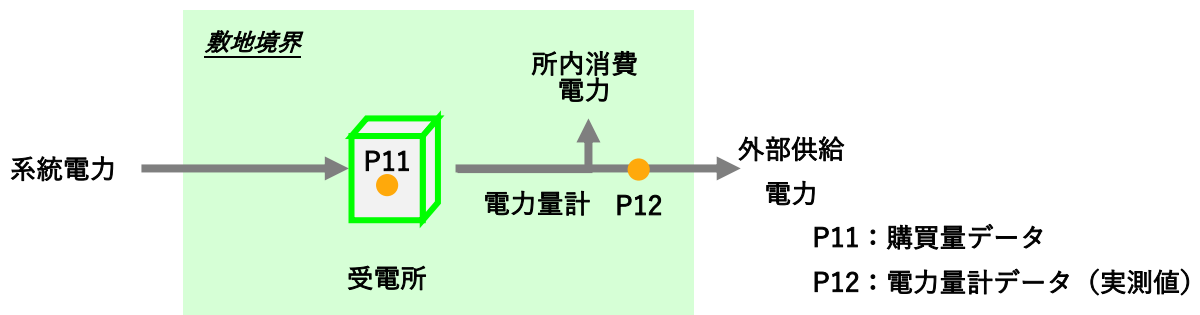 敷地境界
所内消費
電力
系統電力
P11
外部供給
電力
電力量計
P12
受電所
P11：購買量データ
P12：電力量計データ（実測値）